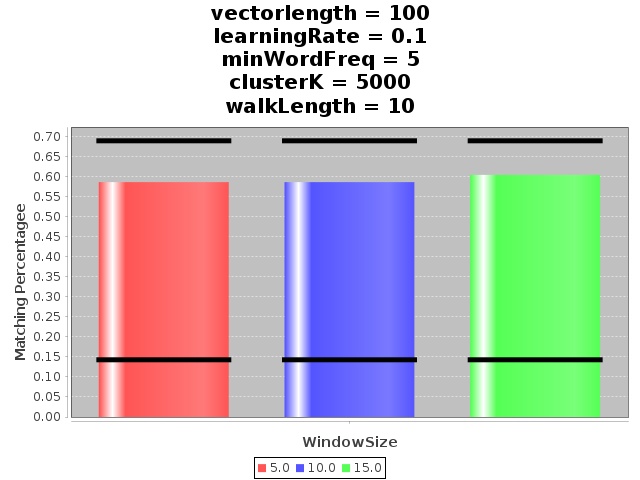 vectorlength = 100
learningRate = 0.1
minWordFreq = 5
clusterK = 5000
walkLength = 10
Matching Percentagee
0.70
0.65
0.60
0.55
0.50
0.45
0.40
0.35
0.30
0.25
0.20
0.15
0.10
0.05
0.00
WindowSize
5.0 10.0 15.0